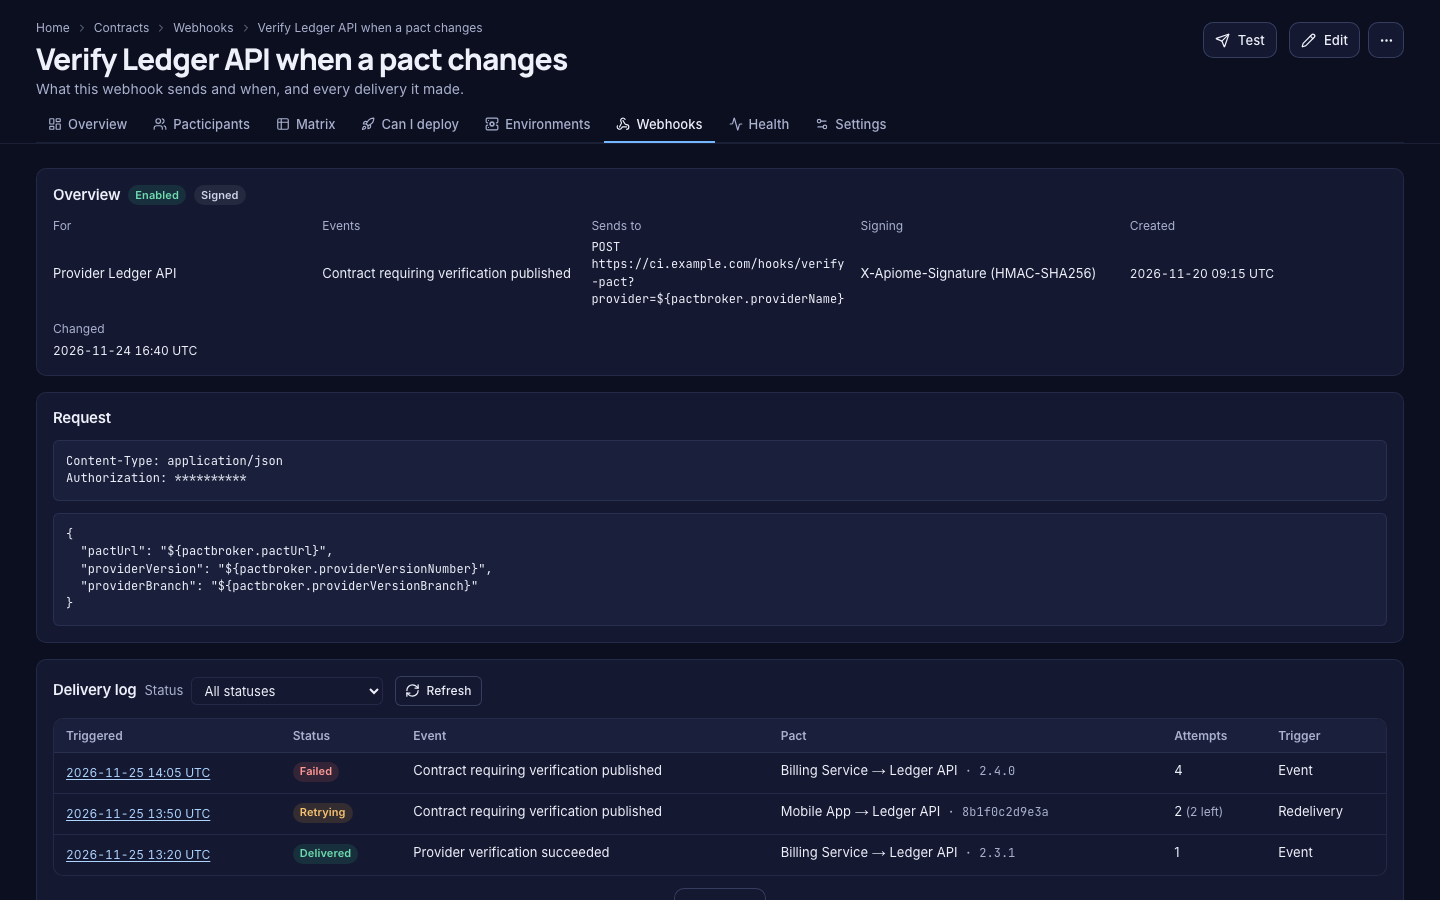 Home > Contracts > Webhooks > Verify Ledger API when a pact changes
Verify Ledger API when a pact changes
What this webhook sends and when, and every delivery it made.
Test
Edit
...
Overview
Pacticipants
Matrix
Can I deploy
Environments
Webhooks
Health
Settings
Overview Enabled Signed
For
Provider Ledger API
Events
Contract requiring verification published
Sends to
POST
https://ci.example.com/hooks/verify
-pact?
provider=${pactbroker.providerName}
Signing
X-Apiome-Signature (HMAC-SHA256)
Created
2026-11-20 09:15 UTC
Changed
2026-11-24 16:40 UTC
Request
Content-Type: application/json
Authorization: **********
{
"pactUrl": "${pactbroker.pactUrl}",
"providerVersion": "${pactbroker.providerVersionNumber}",
"providerBranch": "${pactbroker.providerVersionBranch}"
}
Delivery log Status All statuses Refresh
Triggered Status Event Pact Attempts Trigger
2026-11-25 14:05 UTC Failed Contract requiring verification published Billing Service → Ledger API · 2.4.0 4 Event
2026-11-25 13:50 UTC Retrying Contract requiring verification published Mobile App → Ledger API · 8b1f0c2d9e3a 2 (2 left) Redelivery
2026-11-25 13:20 UTC Delivered Provider verification succeeded Billing Service → Ledger API · 2.3.1 1 Event